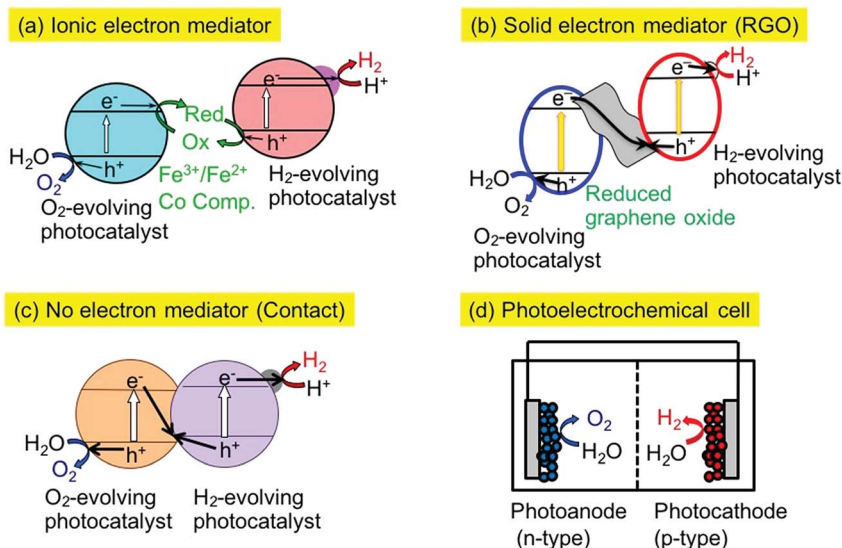 (a) Ionic electron mediator
H₂
e⁻
H⁺
e⁻
Red
Ox
h⁺
H₂O
h⁺
O₂
Fe³⁺/Fe²⁺
Co Comp.
H₂-evolving
photocatalyst
O₂-evolving
photocatalyst
(b) Solid electron mediator (RGO)
H₂
e⁻
H⁺
e⁻
h⁺
H₂-evolving
photocatalyst
H₂O
h⁺
O₂
Reduced
graphene oxide
O₂-evolving
photocatalyst
(c) No electron mediator (Contact)
H₂
e⁻
e⁻
H⁺
H₂O
h⁺
h⁺
O₂
O₂-evolving
photocatalyst
H₂-evolving
photocatalyst
(d) Photoelectrochemical cell
O₂
H₂O
H₂
H₂O
Photoanode
(n-type)
Photocathode
(p-type)